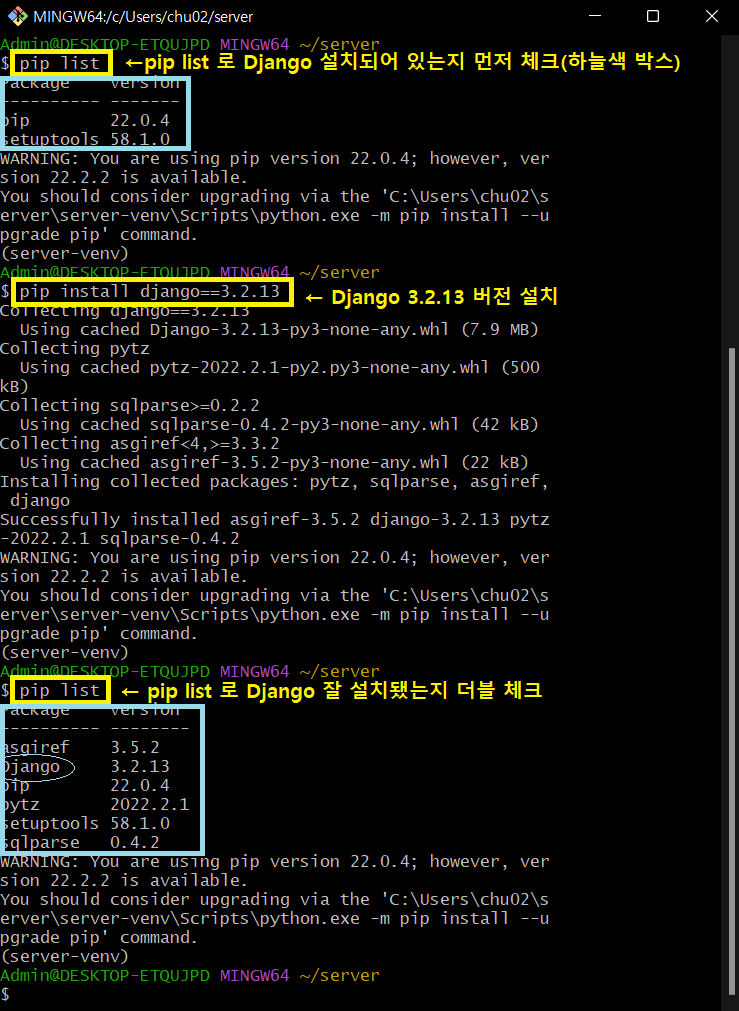 MINGW64:/c/Users/chu02/server
Admin@DESKTOP-ETQUJPD MINGW64 ~/server
$ pip list ←pip list 로 Django 설치되어 있는지 먼저 체크(하늘색 박스)
Package    Version
---------- -------
pip        22.0.4
setuptools 58.1.0
WARNING: You are using pip version 22.0.4; however, ver
sion 22.2.2 is available.
You should consider upgrading via the 'C:\Users\chu02\s
erver\server-venv\Scripts\python.exe -m pip install --u
pgrade pip' command.
(server-venv)
Admin@DESKTOP-ETQUJPD MINGW64 ~/server
$ pip install django==3.2.13 ← Django 3.2.13 버전 설치
Collecting django==3.2.13
  Using cached Django-3.2.13-py3-none-any.whl (7.9 MB)
Collecting pytz
  Using cached pytz-2022.2.1-py2.py3-none-any.whl (500
kB)
Collecting sqlparse>=0.2.2
  Using cached sqlparse-0.4.2-py3-none-any.whl (42 kB)
Collecting asgiref<4,>=3.3.2
  Using cached asgiref-3.5.2-py3-none-any.whl (22 kB)
Installing collected packages: pytz, sqlparse, asgiref,
 django
Successfully installed asgiref-3.5.2 django-3.2.13 pytz
-2022.2.1 sqlparse-0.4.2
WARNING: You are using pip version 22.0.4; however, ver
sion 22.2.2 is available.
You should consider upgrading via the 'C:\Users\chu02\s
erver\server-venv\Scripts\python.exe -m pip install --u
pgrade pip' command.
(server-venv)
Admin@DESKTOP-ETQUJPD MINGW64 ~/server
$ pip list ← pip list 로 Django 잘 설치됐는지 더블 체크
Package    Version
---------- --------
asgiref    3.5.2
Django     3.2.13
pip        22.0.4
pytz       2022.2.1
setuptools 58.1.0
sqlparse   0.4.2
WARNING: You are using pip version 22.0.4; however, ver
sion 22.2.2 is available.
You should consider upgrading via the 'C:\Users\chu02\s
erver\server-venv\Scripts\python.exe -m pip install --u
pgrade pip' command.
(server-venv)
Admin@DESKTOP-ETQUJPD MINGW64 ~/server
$